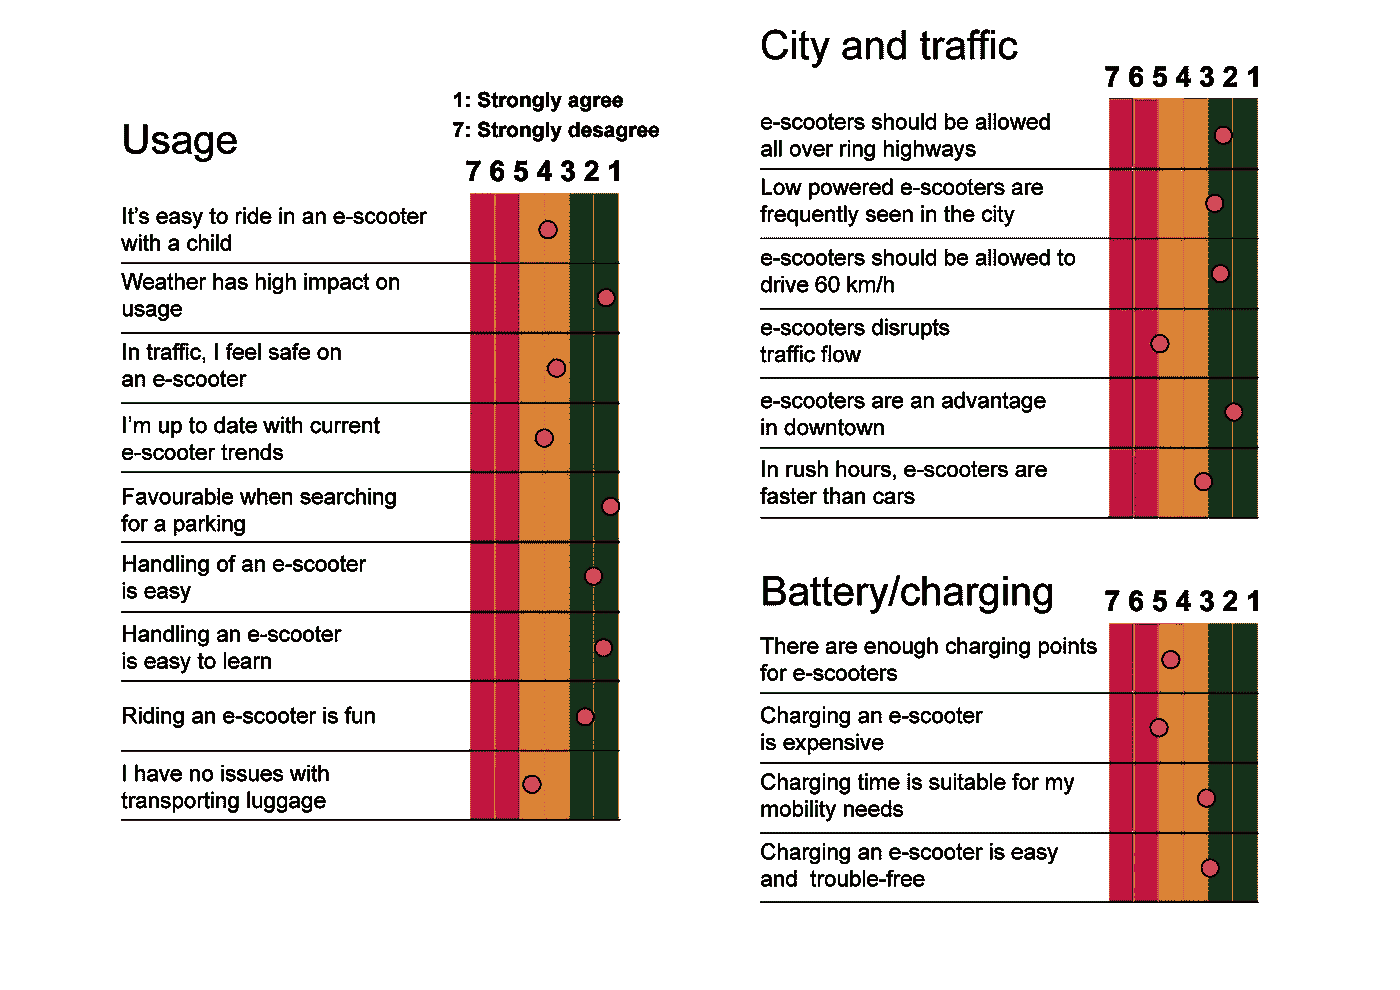 Usage
1: Strongly agree
7: Strongly desagree
7 6 5 4 3 2 1
It's easy to ride in an e-scooter
with a child
Weather has high impact on
usage
In traffic, I feel safe on
an e-scooter
I'm up to date with current
e-scooter trends
Favourable when searching
for a parking
Handling of an e-scooter
is easy
Handling an e-scooter
is easy to learn
Riding an e-scooter is fun
I have no issues with
transporting luggage
City and traffic
7 6 5 4 3 2 1
e-scooters should be allowed
all over ring highways
Low powered e-scooters are
frequently seen in the city
e-scooters should be allowed to
drive 60 km/h
e-scooters disrupts
traffic flow
e-scooters are an advantage
in downtown
In rush hours, e-scooters are
faster than cars
Battery/charging
7 6 5 4 3 2 1
There are enough charging points
for e-scooters
Charging an e-scooter
is expensive
Charging time is suitable for my
mobility needs
Charging an e-scooter is easy
and trouble-free